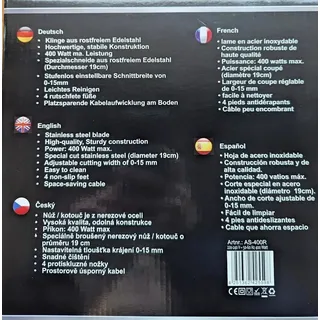 Deutsch
• Klinge aus rostfreiem Edelstahl
• Hochwertige, stabile Konstruktion
• 400 Watt ma. Leistung
• Spezialschneide aus rostfreiem Edelstahl
(Durchmesser 19cm)
• Stufenlos einstellbare Schnittbreite von
0-15mm
• Leichtes Reinigen
• 4 rutschfeste füße
• Platzsparende Kabelaufwicklung am Boden
English
• Stainless steel blade
• High-quality, Sturdy construction
• Power: 400 Watt max.
• Special cut stainless steel (diameter 19cm)
• Adjustable cutting width of 0-15 mm
• Easy to clean
• 4 non-slip feet
• Space-saving cable
Český
• Nůž / kotouč je z nerezové oceli
• Vysoká kvalita, odolná konstrukce
• Příkon: 400 Watt max
• Speciálně broušený nerezový nůž / kotouč o
průměru 19 cm
• Nastavitelná tloušťka krájení 0-15 mm
• Snadné čištění
• 4 protiskluzné nožky
• Prostorově úsporný kabel
French
• lame en acier inoxydable
• Construction robuste de
haute qualité
• Puissance: 400 watts max.
• Acier spécial coupé
(diamètre 19cm)
• Largeur de coupe réglable
de 0-15 mm
• facile à nettoyer
• 4 pieds antidérapants
• Câble peu encombrant
Español
• Hoja de acero inoxidable
• Construcción robusta y de
alta calidad.
• Potencia: 400 vatios máx.
• Corte especial en acero
inoxidable (diámetro 19cm).
• Ancho de corte ajustable
de 0-15 mm.
• Fácil de limpiar
• 4 pies antideslizantes
• Cable que ahorra espacio
Artnr.: AS-400R